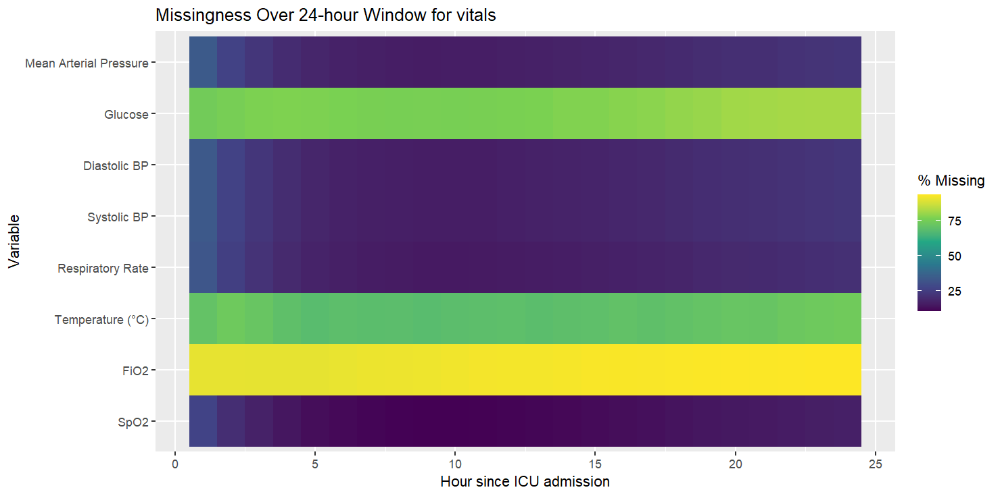 Missingness Over 24-hour Window for vitals
Variable
Mean Arterial Pressure
Glucose
Diastolic BP
Systolic BP
Respiratory Rate
Temperature (°C)
FiO2
SpO2
0 5 10 15 20 25
Hour since ICU admission
% Missing
75
50
25